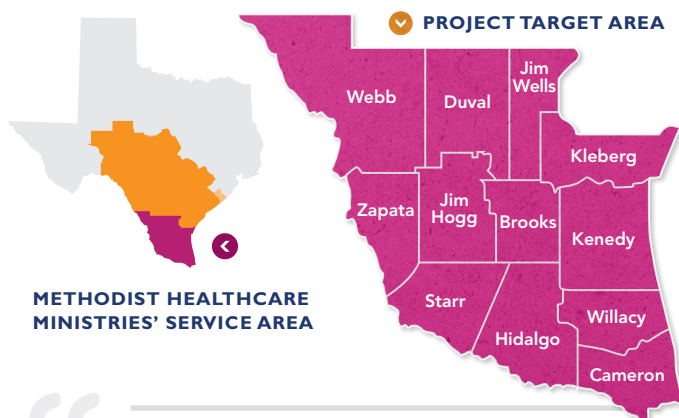 PROJECT TARGET AREA
Webb
Duval
Jim
Wells
Kleberg
Zapata
Jim
Hogg
Brooks
Kenedy
Starr
Hidalgo
Willacy
Cameron
METHODIST HEALTHCARE
MINISTRIES’ SERVICE AREA
“